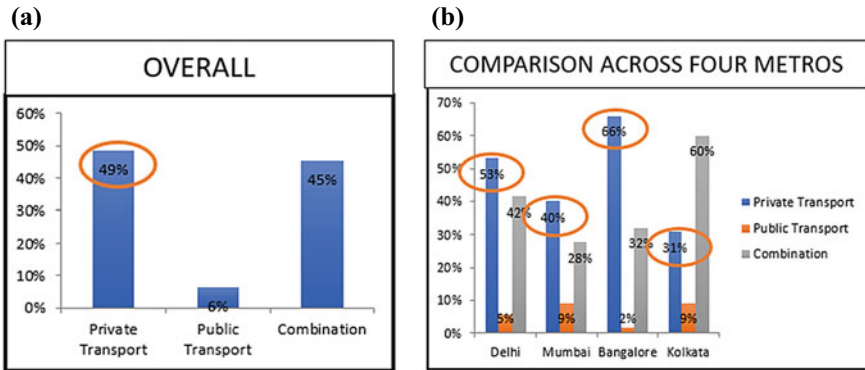 (a)
OVERALL
60%
50%
40%
30%
20%
10%
0%
49%
6%
45%
Private Transport
Public Transport
Combination
(b)
COMPARISON ACROSS FOUR METROS
70%
60%
50%
40%
30%
20%
10%
0%
53%
5%
42%
40%
9%
28%
66%
2%
32%
31%
9%
60%
Delhi Mumbai Bangalore Kolkata
Private Transport
Public Transport
Combination